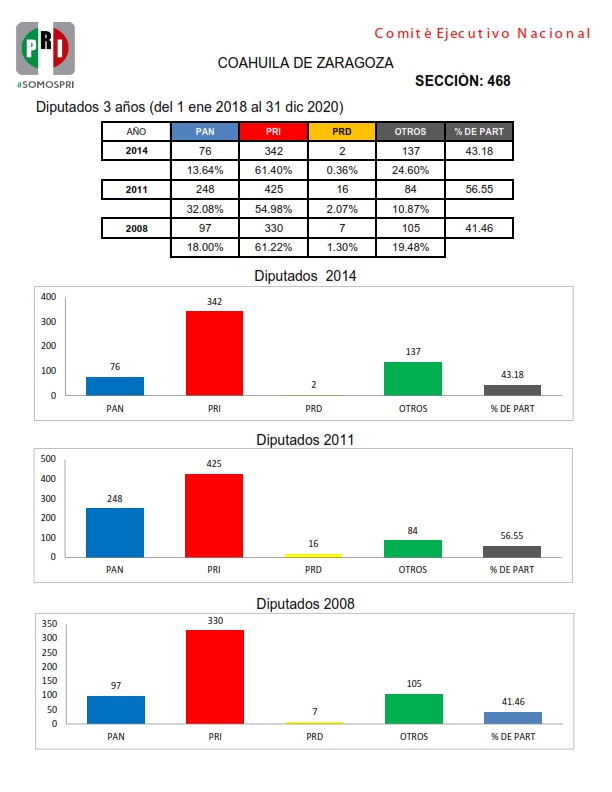 Comité Ejecutivo Nacional
PRI
#SOMOSPRI
COAHUILA DE ZARAGOZA
SECCIÓN: 468
Diputados 3 años (del 1 ene 2018 al 31 dic 2020)
AÑO PAN PRI PRD OTROS % DE PART
2014 76 342 2 137 43.18
13.64% 61.40% 0.36% 24.60%
2011 248 425 16 84 56.55
32.08% 54.98% 2.07% 10.87%
2008 97 330 7 105 41.46
18.00% 61.22% 1.30% 19.48%
Diputados 2014
400
300
200
100
0
76 342 2 137 43.18
PAN PRI PRD OTROS % DE PART
Diputados 2011
500
400
300
200
100
0
248 425 16 84 56.55
PAN PRI PRD OTROS % DE PART
Diputados 2008
350
300
250
200
150
100
50
0
97 330 7 105 41.46
PAN PRI PRD OTROS % DE PART